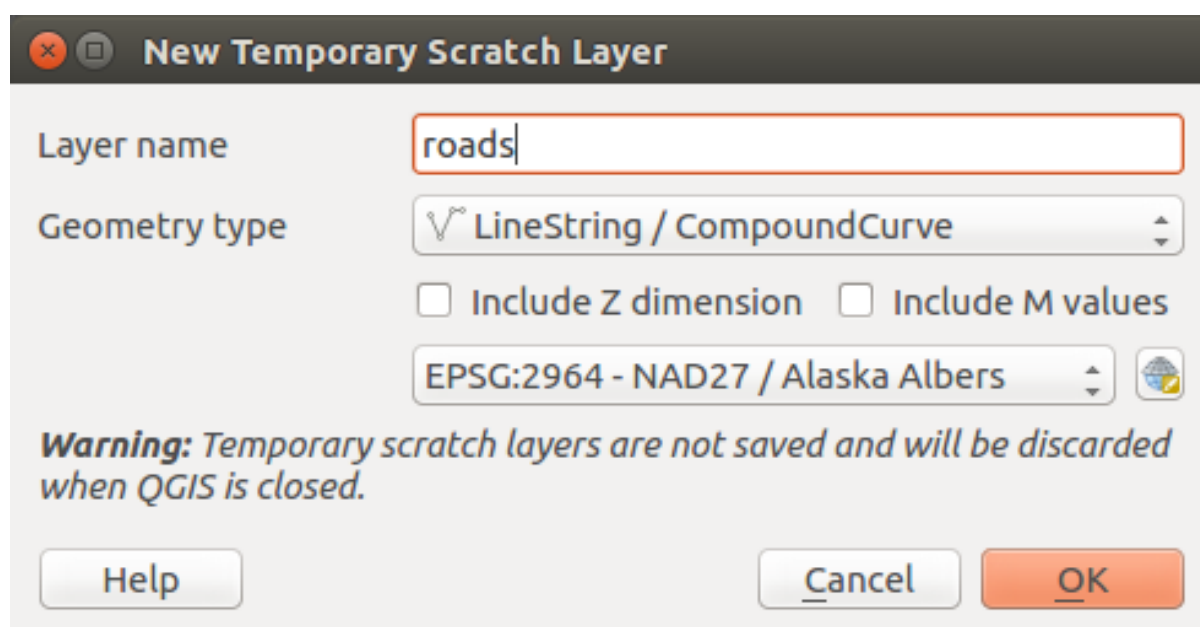 New Temporary Scratch Layer
Layer name
roads
Geometry type
LineString / CompoundCurve
Include Z dimension
Include M values
EPSG:2964 - NAD27 / Alaska Albers
Warning: Temporary scratch layers are not saved and will be discarded
when QGIS is closed.
Help
Cancel
OK